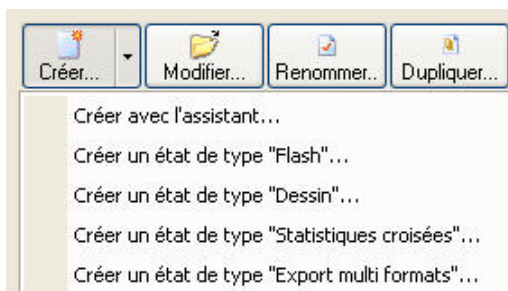 Créer... Modifier... Renommer.. Dupliquer...
Créer avec l'assistant...
Créer un état de type "Flash"...
Créer un état de type "Dessin"...
Créer un état de type "Statistiques croisées"...
Créer un état de type "Export multi formats"...